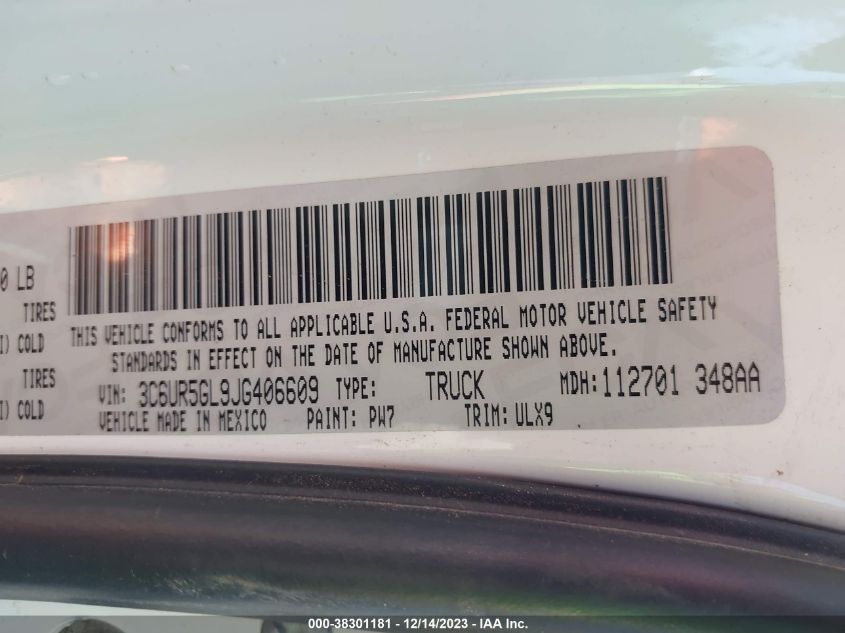 0 LB
TIRES
I) COLD
TIRES
I) COLD
THIS VEHICLE CONFORMS TO ALL APPLICABLE U.S.A. FEDERAL MOTOR VEHICLE SAFETY
STANDARDS IN EFFECT ON THE DATE OF MANUFACTURE SHOWN ABOVE.
VIN: 3C6UR5GL9JG406609 TYPE: TRUCK MDH:112701 348AA
VEHICLE MADE IN MEXICO PAINT: PW7 TRIM:ULX9
000-38301181 - 12/14/2023 - IAA Inc.